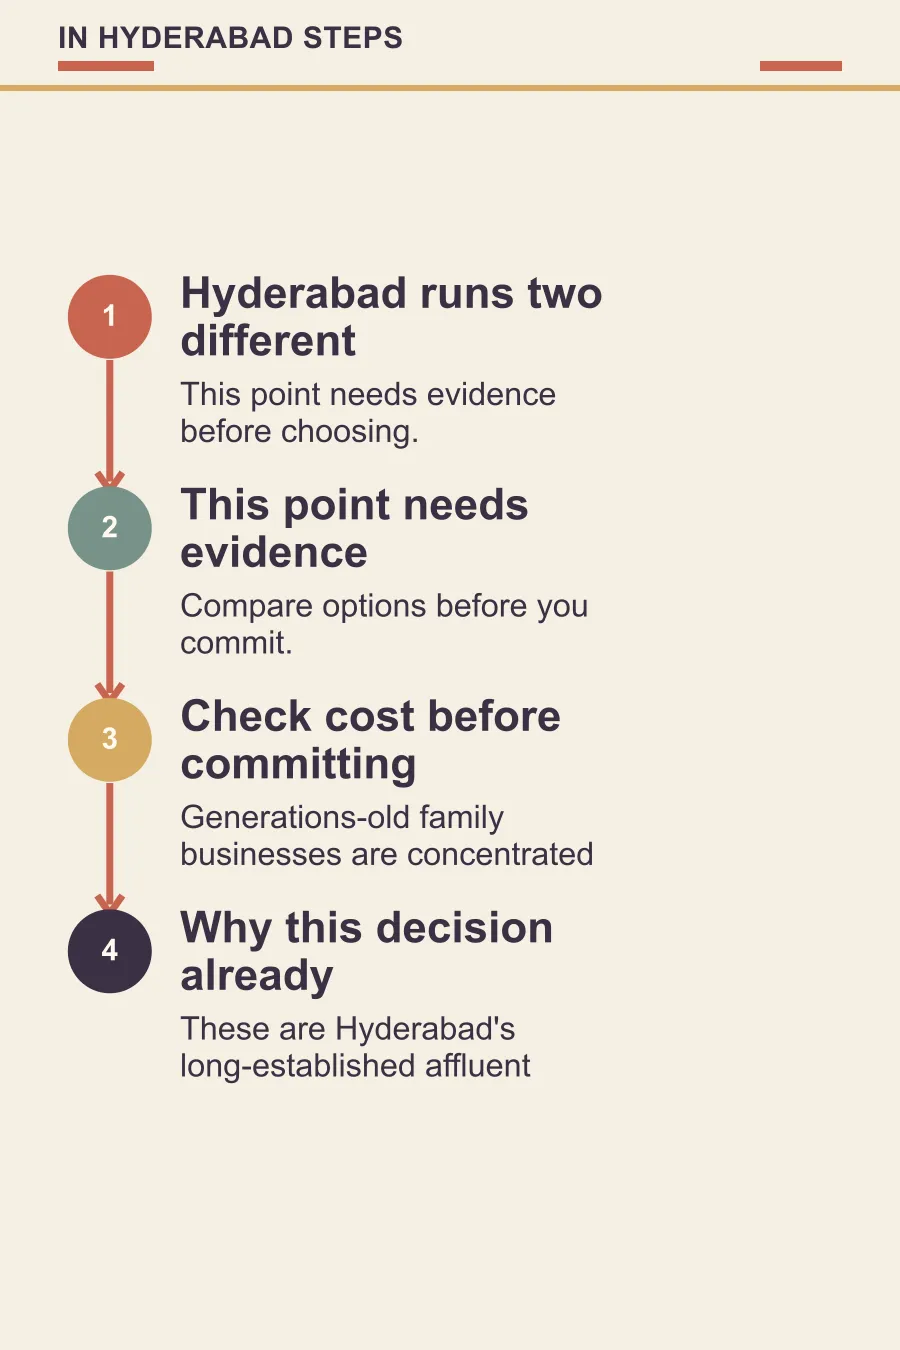 IN HYDERABAD STEPS
1
Hyderabad runs two
different
This point needs evidence
before choosing.
2
This point needs
evidence
Compare options before you
commit.
3
Check cost before
committing
Generations-old family
businesses are concentrated
4
Why this decision
already
These are Hyderabad's
long-established affluent